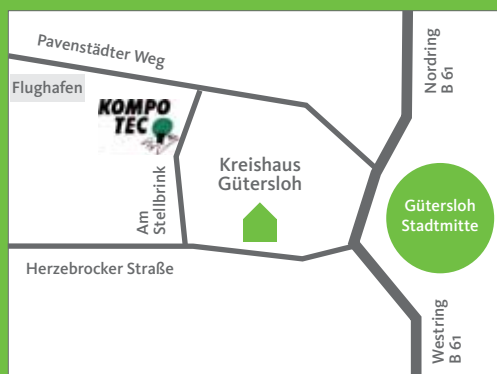 Pavenstädter Weg
Flughafen
KOMPO
TEC
Nordring
B 61
Kreishaus
Gütersloh
Am
Stellbrink
Gütersloh
Stadtmitte
Herzebrocker Straße
Westring
B 61